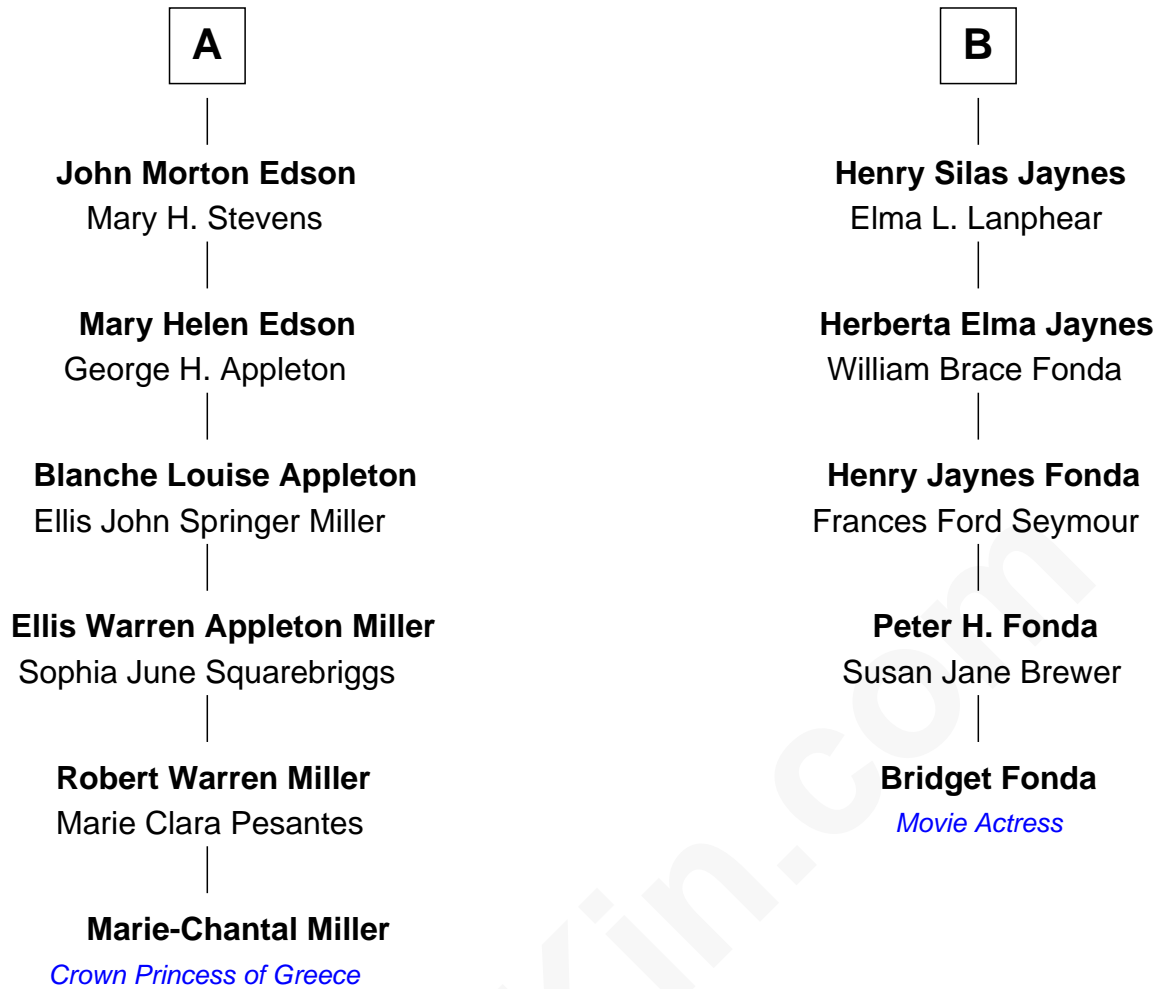 A
John Morton Edson
Mary H. Stevens
Mary Helen Edson
George H. Appleton
Blanche Louise Appleton
Ellis John Springer Miller
Ellis Warren Appleton Miller
Sophia June Squarebriggs
Robert Warren Miller
Marie Clara Pesantes
Marie-Chantal Miller
Crown Princess of Greece
B
Henry Silas Jaynes
Elma L. Lanphear
Herberta Elma Jaynes
William Brace Fonda
Henry Jaynes Fonda
Frances Ford Seymour
Peter H. Fonda
Susan Jane Brewer
Bridget Fonda
Movie Actress
Kin.com